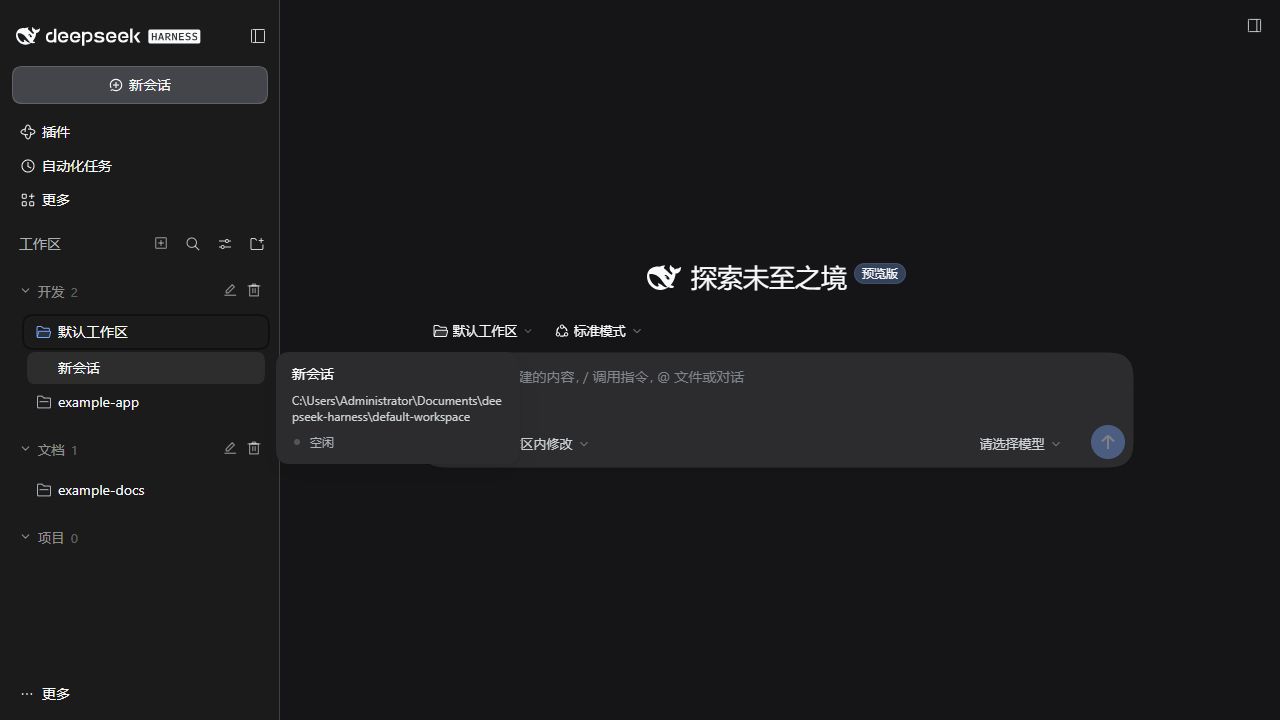 deepseek HARNESS
新会话
插件
自动化任务
更多
工作区
开发 2
默认工作区
新会话
example-app
文档 1
example-docs
项目 0
更多
探索未至之境 预览版
默认工作区 标准模式
建的内容, / 调用指令, @ 文件或对话
区内修改 请选择模型
新会话
C:\Users\Administrator\Documents\dee
pseek-harness\default-workspace
空闲